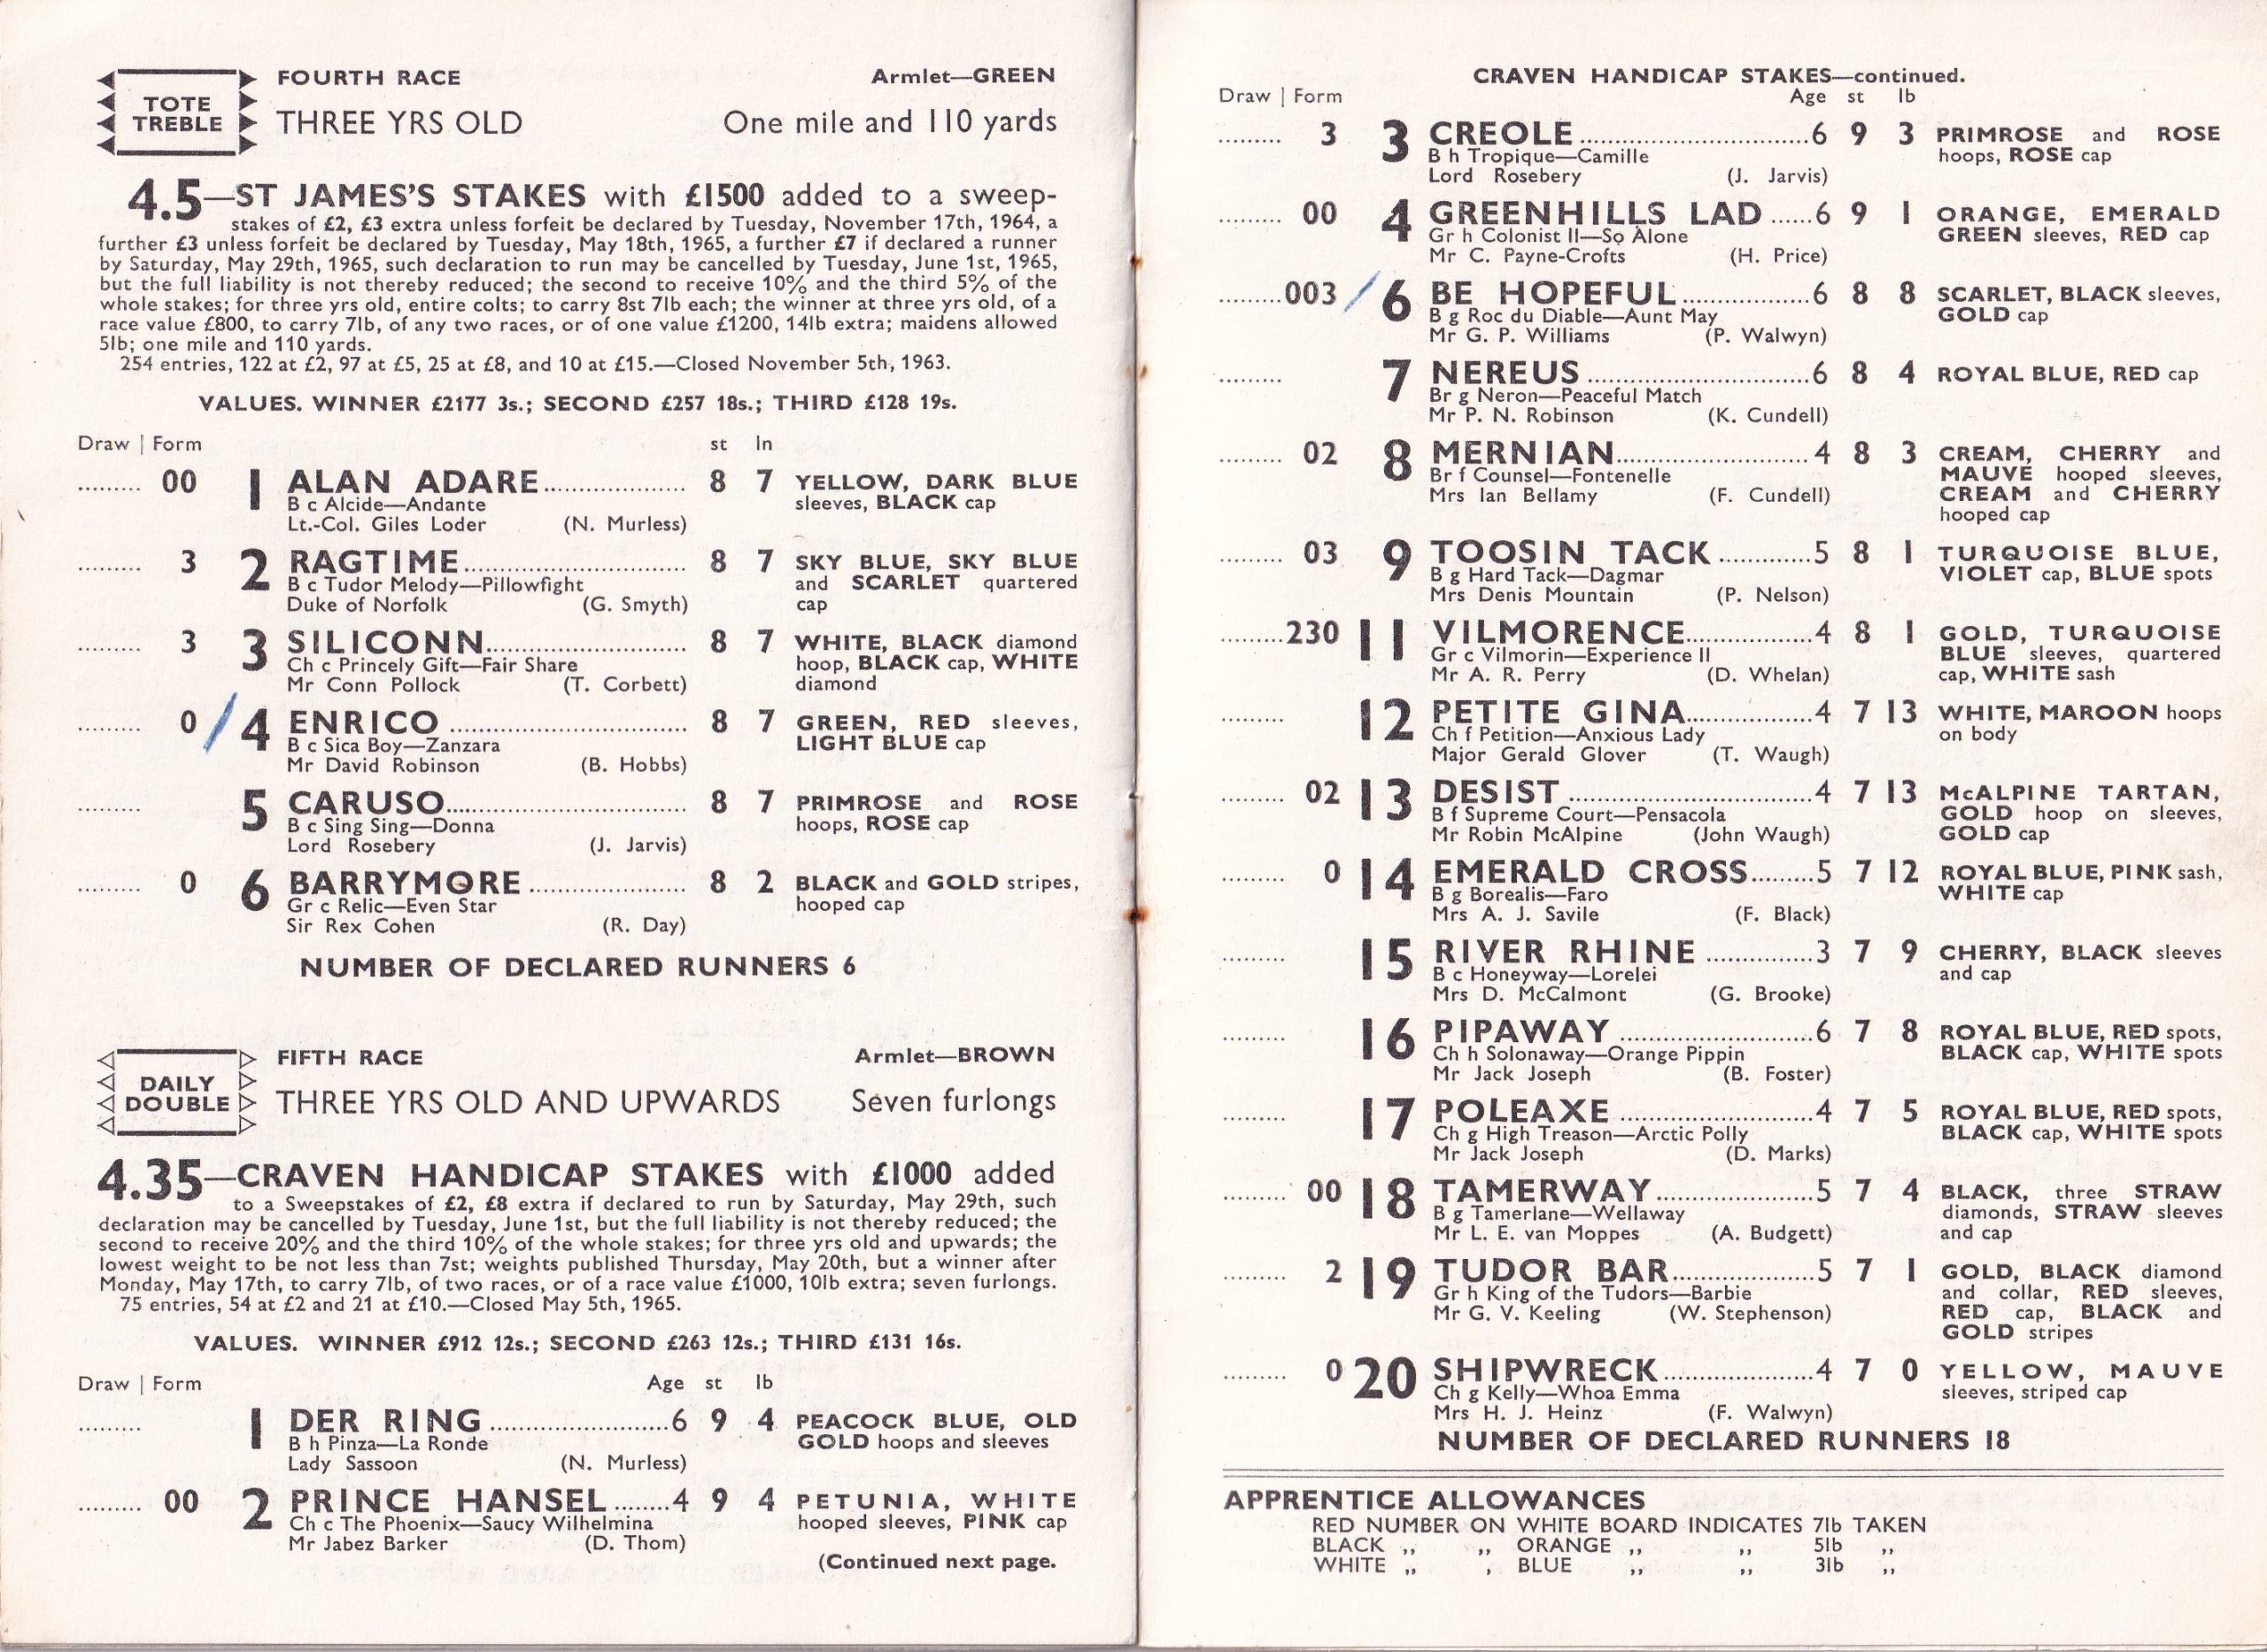 TOTE
TREBLE
FOURTH RACE Armlet—GREEN
THREE YRS OLD One mile and 110 yards
4.5—ST JAMES'S STAKES with £1500 added to a sweep-
stakes of £2, £3 extra unless forfeit be declared by Tuesday, November 17th, 1964, a
further £3 unless forfeit be declared by Tuesday, May 18th, 1965, a further £7 if declared a runner
by Saturday, May 29th, 1965, such declaration to run may be cancelled by Tuesday, June 1st, 1965,
but the full liability is not thereby reduced; the second to receive 10% and the third 5% of the
whole stakes; for three yrs old, entire colts; to carry 8st 7lb each; the winner at three yrs old, of a
race value £800, to carry 7lb, of any two races, or of one value £1200, 14lb extra; maidens allowed
5lb; one mile and 110 yards.
254 entries, 122 at £2, 97 at £5, 25 at £8, and 10 at £15.—Closed November 5th, 1963.
VALUES. WINNER £2177 3s.; SECOND £257 18s.; THIRD £128 19s.
Draw | Form st ln
......... 00 1 ALAN ADARE.................... 8 7 YELLOW, DARK BLUE
B c Alcide—Andante sleeves, BLACK cap
Lt.-Col. Giles Loder (N. Murless)
......... 3 2 RAGTIME............................... 8 7 SKY BLUE, SKY BLUE
B c Tudor Melody—Pillowfight and SCARLET quartered
Duke of Norfolk (G. Smyth) cap
......... 3 3 SILICONN............................ 8 7 WHITE, BLACK diamond
Ch c Princely Gift—Fair Share hoop, BLACK cap, WHITE
Mr Conn Pollock (T. Corbett) diamond
......... 0 / 4 ENRICO ................................. 8 7 GREEN, RED sleeves,
B c Sica Boy—Zanzara LIGHT BLUE cap
Mr David Robinson (B. Hobbs)
......... 5 CARUSO................................. 8 7 PRIMROSE and ROSE
B c Sing Sing—Donna hoops, ROSE cap
Lord Rosebery (J. Jarvis)
......... 0 6 BARRYMORE ...................... 8 2 BLACK and GOLD stripes,
Gr c Relic—Even Star hooped cap
Sir Rex Cohen (R. Day)
NUMBER OF DECLARED RUNNERS 6
DAILY
DOUBLE
FIFTH RACE Armlet—BROWN
THREE YRS OLD AND UPWARDS Seven furlongs
4.35—CRAVEN HANDICAP STAKES with £1000 added
to a Sweepstakes of £2, £8 extra if declared to run by Saturday, May 29th, such
declaration may be cancelled by Tuesday, June 1st, but the full liability is not thereby reduced; the
second to receive 20% and the third 10% of the whole stakes; for three yrs old and upwards; the
lowest weight to be not less than 7st; weights published Thursday, May 20th, but a winner after
Monday, May 17th, to carry 7lb, of two races, or of a race value £1000, 10lb extra; seven furlongs.
75 entries, 54 at £2 and 21 at £10.—Closed May 5th, 1965.
VALUES. WINNER £912 12s.; SECOND £263 12s.; THIRD £131 16s.
Draw | Form Age st lb
......... 1 DER RING.........................6 9 4 PEACOCK BLUE, OLD
B h Pinza—La Ronde GOLD hoops and sleeves
Lady Sassoon (N. Murless)
......... 00 2 PRINCE HANSEL........4 9 4 PETUNIA, WHITE
Ch c The Phoenix—Saucy Wilhelmina hooped sleeves, PINK cap
Mr Jabez Barker (D. Thom)
(Continued next page.
CRAVEN HANDICAP STAKES—continued.
Draw | Form Age st lb
......... 3 3 CREOLE................................6 9 3 PRIMROSE and ROSE
B h Tropique—Camille hoops, ROSE cap
Lord Rosebery (J. Jarvis)
......... 00 4 GREENHILLS LAD ......6 9 1 ORANGE, EMERALD
Gr h Colonist II—So Alone GREEN sleeves, RED cap
Mr C. Payne-Crofts (H. Price)
.........003 / 6 BE HOPEFUL..................6 8 8 SCARLET, BLACK sleeves,
B g Roc du Diable—Aunt May GOLD cap
Mr G. P. Williams (P. Walwyn)
......... 7 NEREUS ...............................6 8 4 ROYAL BLUE, RED cap
Br g Neron—Peaceful Match
Mr P. N. Robinson (K. Cundell)
......... 02 8 MERNIAN..........................4 8 3 CREAM, CHERRY and
Br f Counsel—Fontenelle MAUVE hooped sleeves,
Mrs Ian Bellamy (F. Cundell) CREAM and CHERRY
hooped cap
......... 03 9 TOOSIN TACK ............5 8 1 TURQUOISE BLUE,
B g Hard Tack—Dagmar VIOLET cap, BLUE spots
Mrs Denis Mountain (P. Nelson)
.........230 11 VILMORENCE.................4 8 1 GOLD, TURQUOISE
Gr c Vilmorin—Experience II BLUE sleeves, quartered
Mr A. R. Perry (D. Whelan) cap, WHITE sash
......... 12 PETITE GINA.................4 7 13 WHITE, MAROON hoops
Ch f Petition—Anxious Lady on body
Major Gerald Glover (T. Waugh)
......... 02 13 DESIST .................................4 7 13 McALPINE TARTAN,
B f Supreme Court—Pensacola GOLD hoop on sleeves,
Mr Robin McAlpine (John Waugh) GOLD cap
......... 0 14 EMERALD CROSS........5 7 12 ROYAL BLUE, PINK sash,
B g Borealis—Faro WHITE cap
Mrs A. J. Savile (F. Black)
......... 15 RIVER RHINE ..............3 7 9 CHERRY, BLACK sleeves
B c Honeyway—Lorelei and cap
Mrs D. McCalmont (G. Brooke)
......... 16 PIPAWAY ..........................6 7 8 ROYAL BLUE, RED spots,
Ch h Solonaway—Orange Pippin BLACK cap, WHITE spots
Mr Jack Joseph (B. Foster)
......... 17 POLEAXE ..........................4 7 5 ROYAL BLUE, RED spots,
Ch g High Treason—Arctic Polly BLACK cap, WHITE spots
Mr Jack Joseph (D. Marks)
......... 00 18 TAMERWAY.....................5 7 4 BLACK, three STRAW
B g Tamerlane—Wellaway diamonds, STRAW sleeves
Mr L. E. van Moppes (A. Budgett) and cap
......... 2 19 TUDOR BAR...................5 7 1 GOLD, BLACK diamond
Gr h King of the Tudors—Barbie and collar, RED sleeves,
Mr G. V. Keeling (W. Stephenson) RED cap, BLACK and
GOLD stripes
......... 0 20 SHIPWRECK.....................4 7 0 YELLOW, MAUVE
Ch g Kelly—Whoa Emma sleeves, striped cap
Mrs H. J. Heinz (F. Walwyn)
NUMBER OF DECLARED RUNNERS 18
APPRENTICE ALLOWANCES
RED NUMBER ON WHITE BOARD INDICATES 7lb TAKEN
BLACK ,, ,, ORANGE ,, ,, 5lb ,,
WHITE ,, , BLUE ,, ,, 3lb ,,